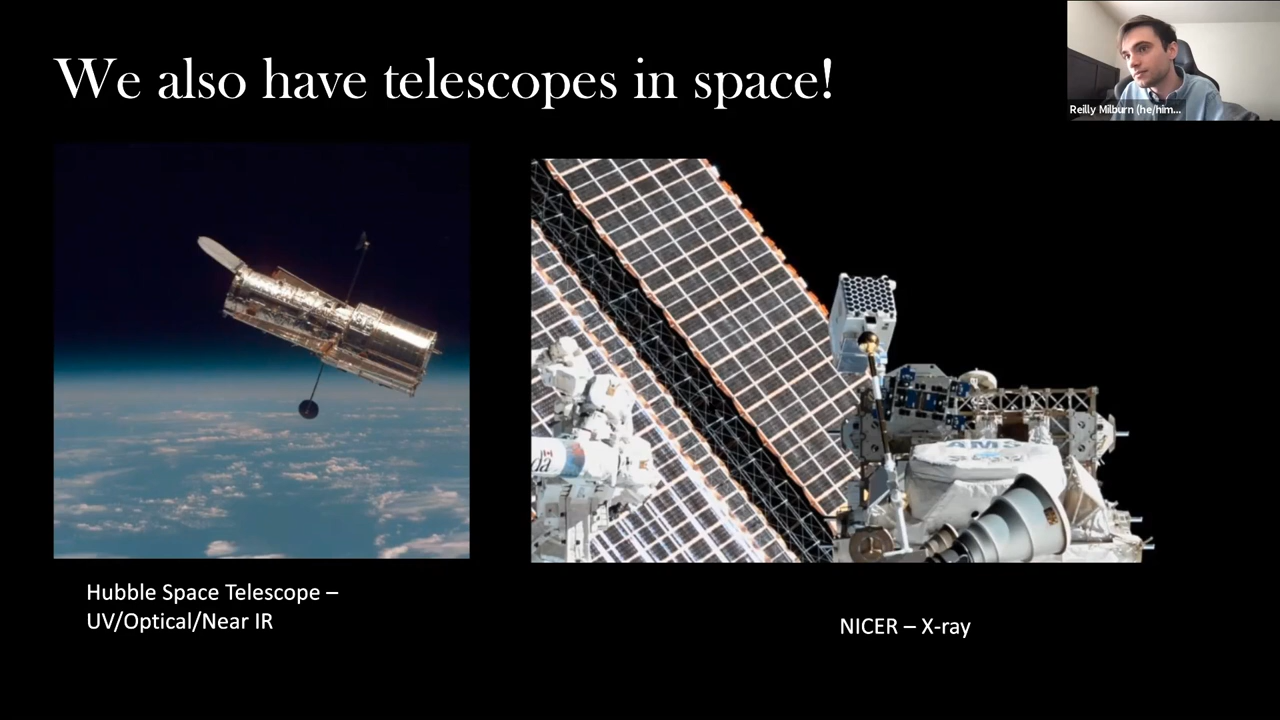 We also have telescopes in space!
Reilly Milburn (he/him...
AMS
Hubble Space Telescope –
UV/Optical/Near IR
NICER – X-ray